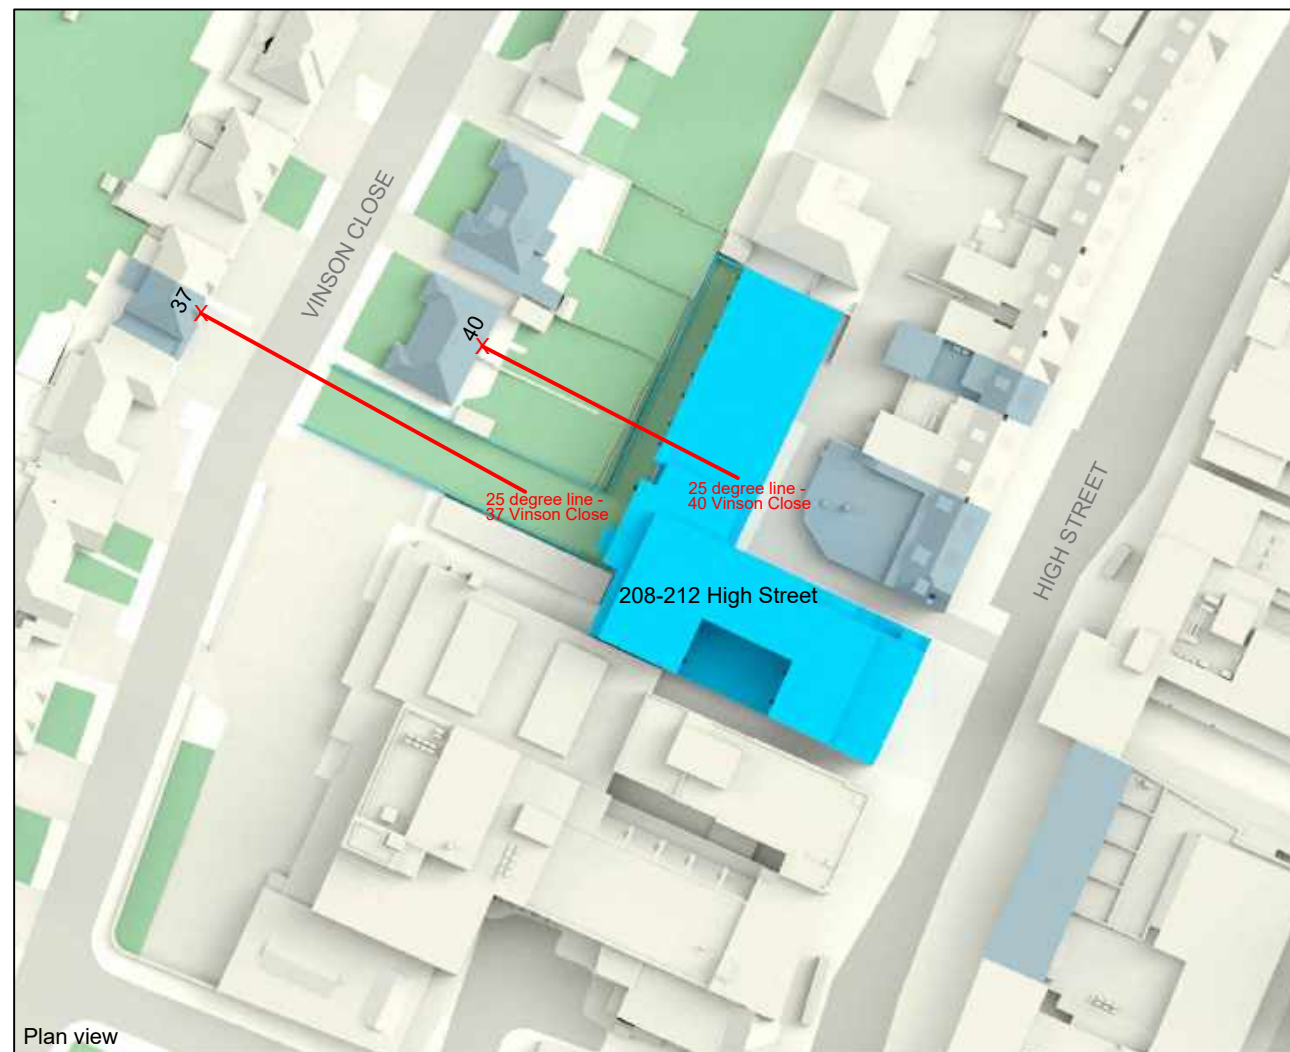 VINSON CLOSE
37
40
25 degree line -
37 Vinson Close
25 degree line -
40 Vinson Close
HIGH STREET
208-212 High Street
Plan view